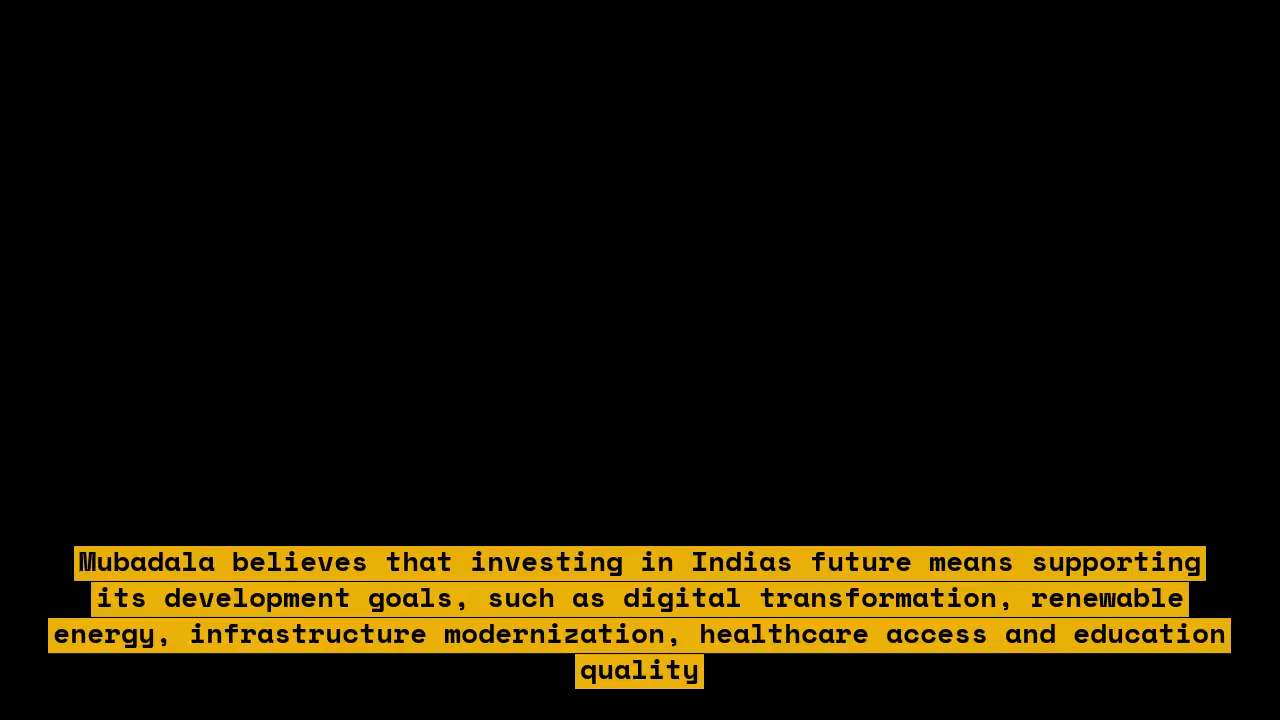 Mubadala believes that investing in Indias future means supporting
its development goals, such as digital transformation, renewable
energy, infrastructure modernization, healthcare access and education
quality